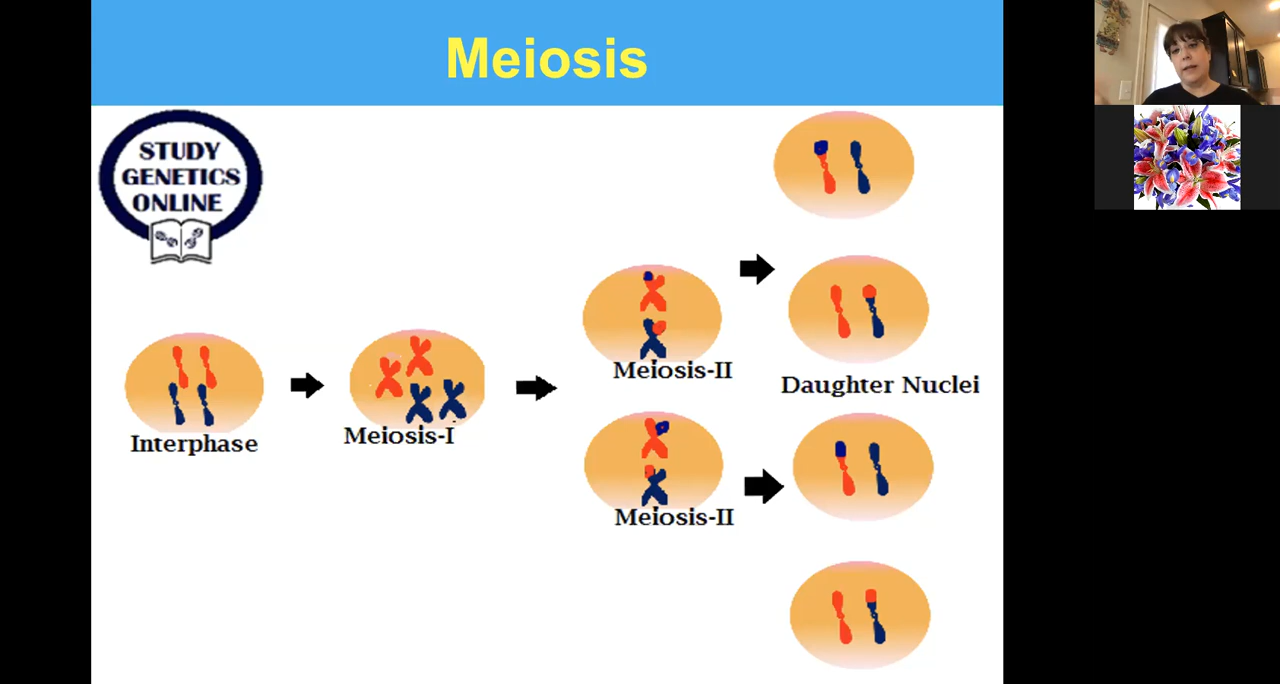 Meiosis
STUDY
GENETICS
ONLINE
Interphase
Meiosis-I
Meiosis-II
Meiosis-II
Daughter Nuclei